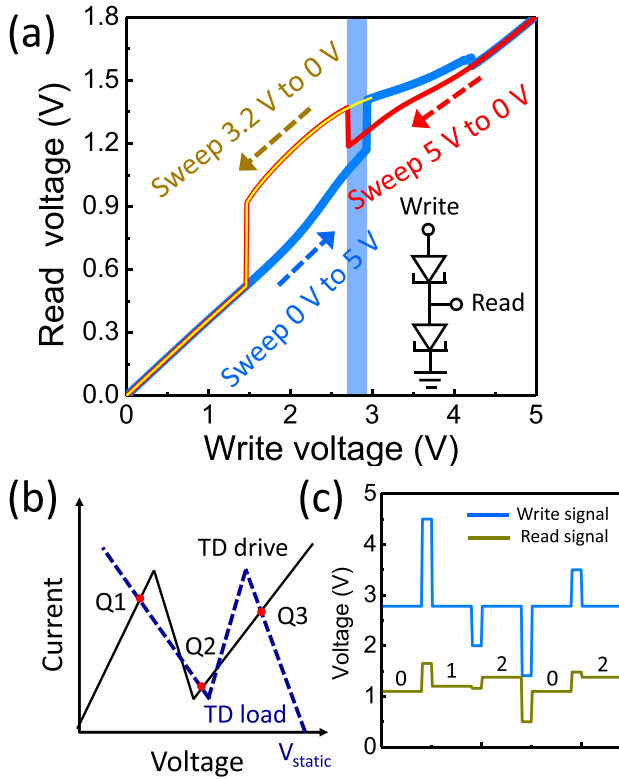 (a)
1.8
1.5
1.2
0.9
0.6
0.3
0.0
Read voltage (V)
Sweep 3.2 V to 0 V
Sweep 5 V to 0 V
Sweep 0 V to 5 V
Write
Read
0 1 2 3 4 5
Write voltage (V)
(b)
TD drive
Q1
Q2
Q3
TD load
Current
Voltage
V_static
(c)
5
4
3
2
1
0
Voltage (V)
Write signal
Read signal
0 1 2 0 2